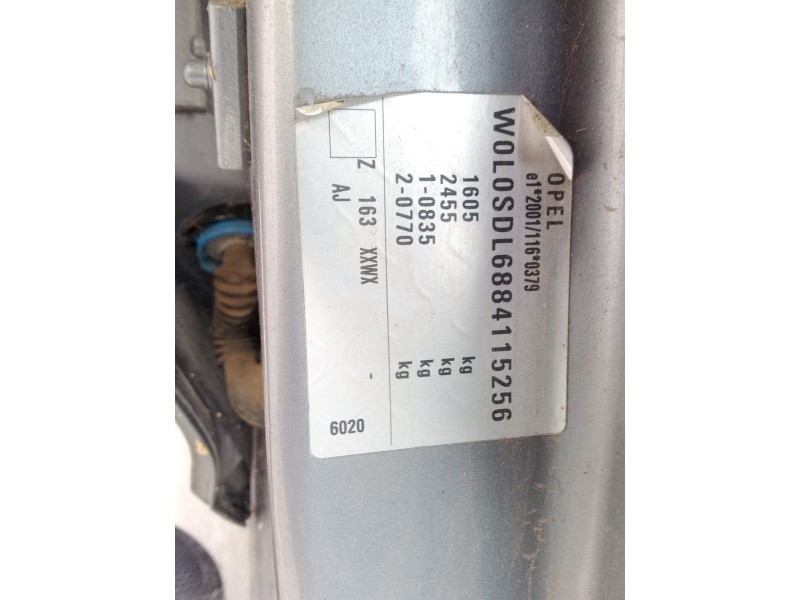 OPEL
e1*2001/116*0379
W0L0SDL6884115256
1605 kg
2455 kg
1-0835 kg
2-0770 kg
Z 163 XXWX -
AJ 6020